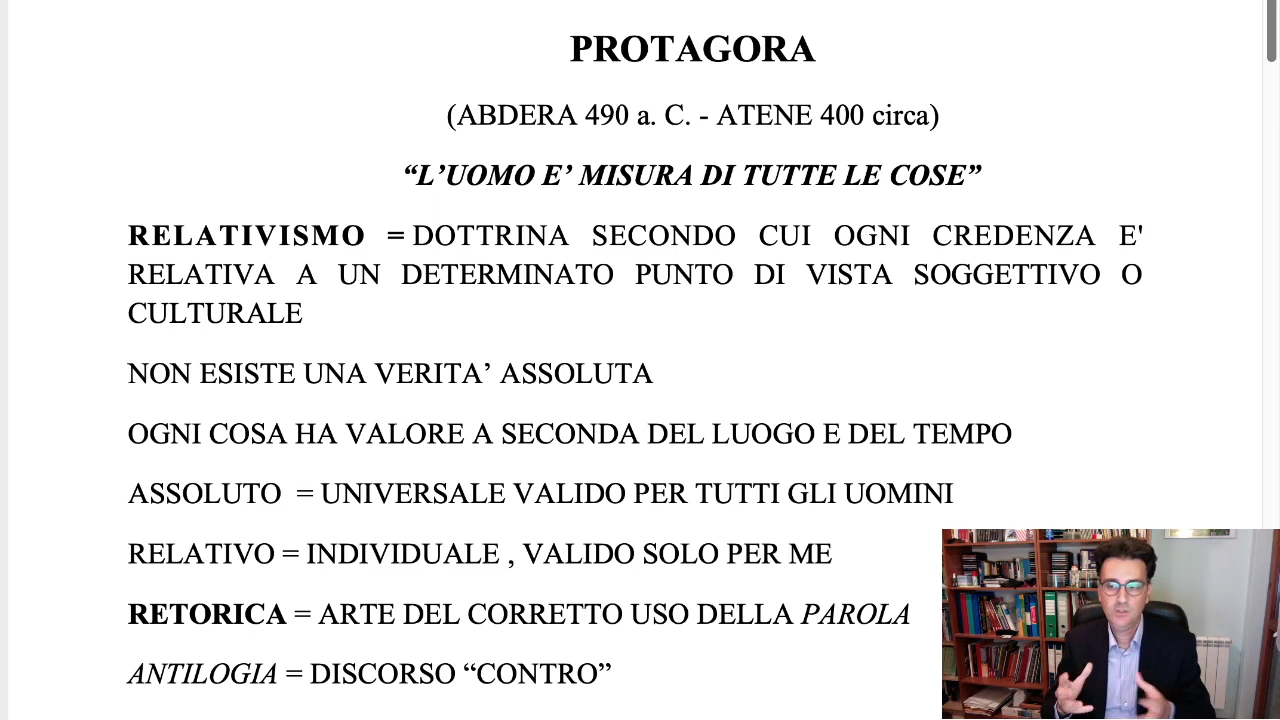 PROTAGORA
(ABDERA 490 a. C. - ATENE 400 circa)
“L’UOMO E’ MISURA DI TUTTE LE COSE”
RELATIVISMO = DOTTRINA SECONDO CUI OGNI CREDENZA E'
RELATIVA A UN DETERMINATO PUNTO DI VISTA SOGGETTIVO O
CULTURALE
NON ESISTE UNA VERITA’ ASSOLUTA
OGNI COSA HA VALORE A SECONDA DEL LUOGO E DEL TEMPO
ASSOLUTO = UNIVERSALE VALIDO PER TUTTI GLI UOMINI
RELATIVO = INDIVIDUALE , VALIDO SOLO PER ME
RETORICA = ARTE DEL CORRETTO USO DELLA PAROLA
ANTILOGIA = DISCORSO “CONTRO”